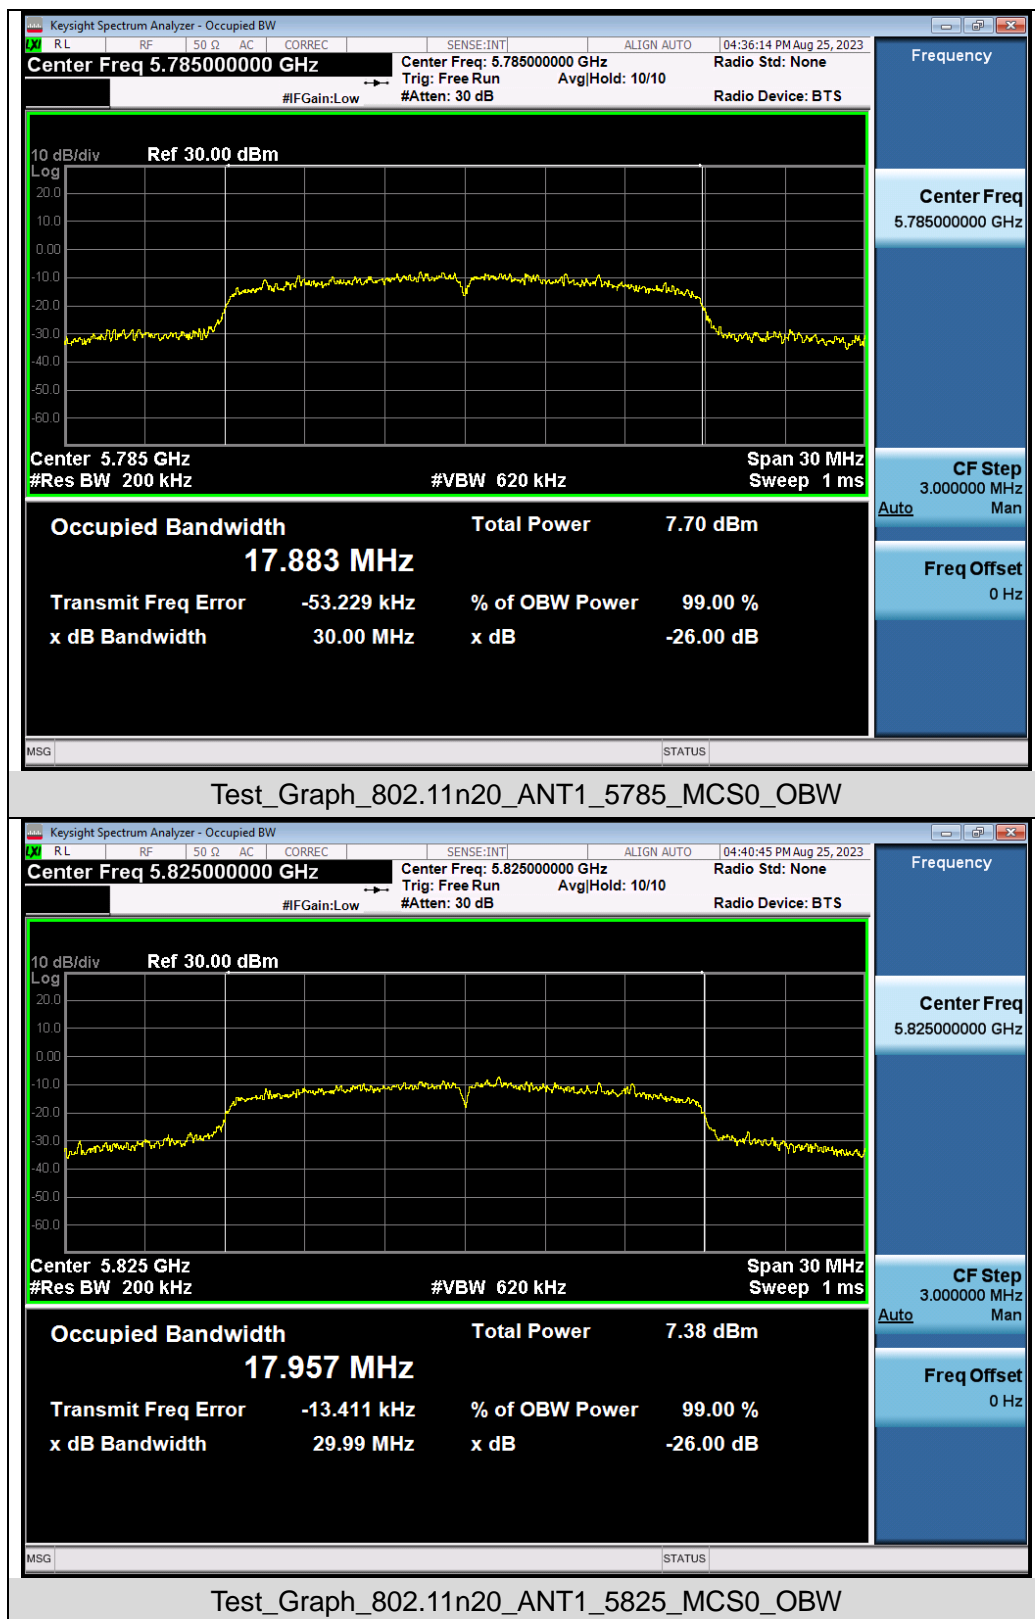 Keysight Spectrum Analyzer - Occupied BW
LXI RL RF 50 Ω AC CORREC SENSE:INT ALIGN AUTO 04:36:14 PM Aug 25, 2023
Center Freq 5.785000000 GHz
Center Freq: 5.785000000 GHz
Radio Std: None
Trig: Free Run Avg|Hold: 10/10
#IFGain:Low
#Atten: 30 dB
Radio Device: BTS
Frequency
10 dB/div Ref 30.00 dBm
Log
20.0
10.0
0.00
-10.0
-20.0
-30.0
-40.0
-50.0
-60.0
Center 5.785 GHz
Span 30 MHz
#Res BW 200 kHz
#VBW 620 kHz
Sweep 1 ms
Center Freq
5.785000000 GHz
CF Step
3.000000 MHz
Auto Man
Freq Offset
0 Hz
Occupied Bandwidth
Total Power 7.70 dBm
17.883 MHz
Transmit Freq Error -53.229 kHz
% of OBW Power 99.00 %
x dB Bandwidth 30.00 MHz
x dB -26.00 dB
MSG
STATUS
Test_Graph_802.11n20_ANT1_5785_MCS0_OBW
Keysight Spectrum Analyzer - Occupied BW
LXI RL RF 50 Ω AC CORREC SENSE:INT ALIGN AUTO 04:40:45 PM Aug 25, 2023
Center Freq 5.825000000 GHz
Center Freq: 5.825000000 GHz
Radio Std: None
Trig: Free Run Avg|Hold: 10/10
#IFGain:Low
#Atten: 30 dB
Radio Device: BTS
Frequency
10 dB/div Ref 30.00 dBm
Log
20.0
10.0
0.00
-10.0
-20.0
-30.0
-40.0
-50.0
-60.0
Center 5.825 GHz
Span 30 MHz
#Res BW 200 kHz
#VBW 620 kHz
Sweep 1 ms
Center Freq
5.825000000 GHz
CF Step
3.000000 MHz
Auto Man
Freq Offset
0 Hz
Occupied Bandwidth
Total Power 7.38 dBm
17.957 MHz
Transmit Freq Error -13.411 kHz
% of OBW Power 99.00 %
x dB Bandwidth 29.99 MHz
x dB -26.00 dB
MSG
STATUS
Test_Graph_802.11n20_ANT1_5825_MCS0_OBW